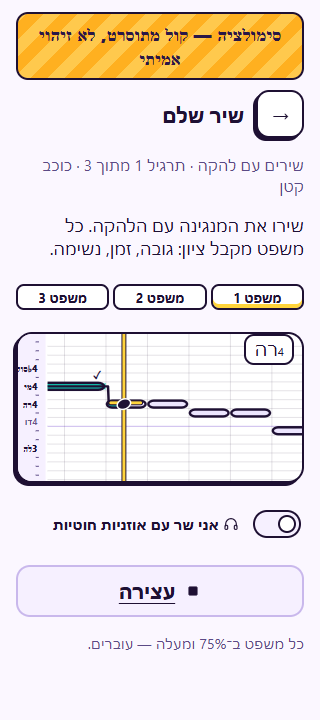 סימולציה — קול מתוסרט, לא זיהוי
אמיתי
→ שיר שלם
שירים עם להקה · תרגיל 1 מתוך 3 · כוכב
קטן
שירו את המנגינה עם הלהקה. כל
משפט מקבל ציון: גובה, זמן, נשימה.
משפט 1 משפט 2 משפט 3
רה4
✓
מי4
רה4
דו4
לה3
אני שר עם אוזניות חוטיות
עצירה
כל משפט ב־75% ומעלה — עוברים.